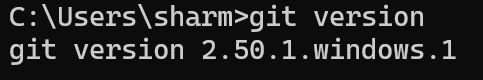 C:\Users\sharm>git version
git version 2.50.1.windows.1